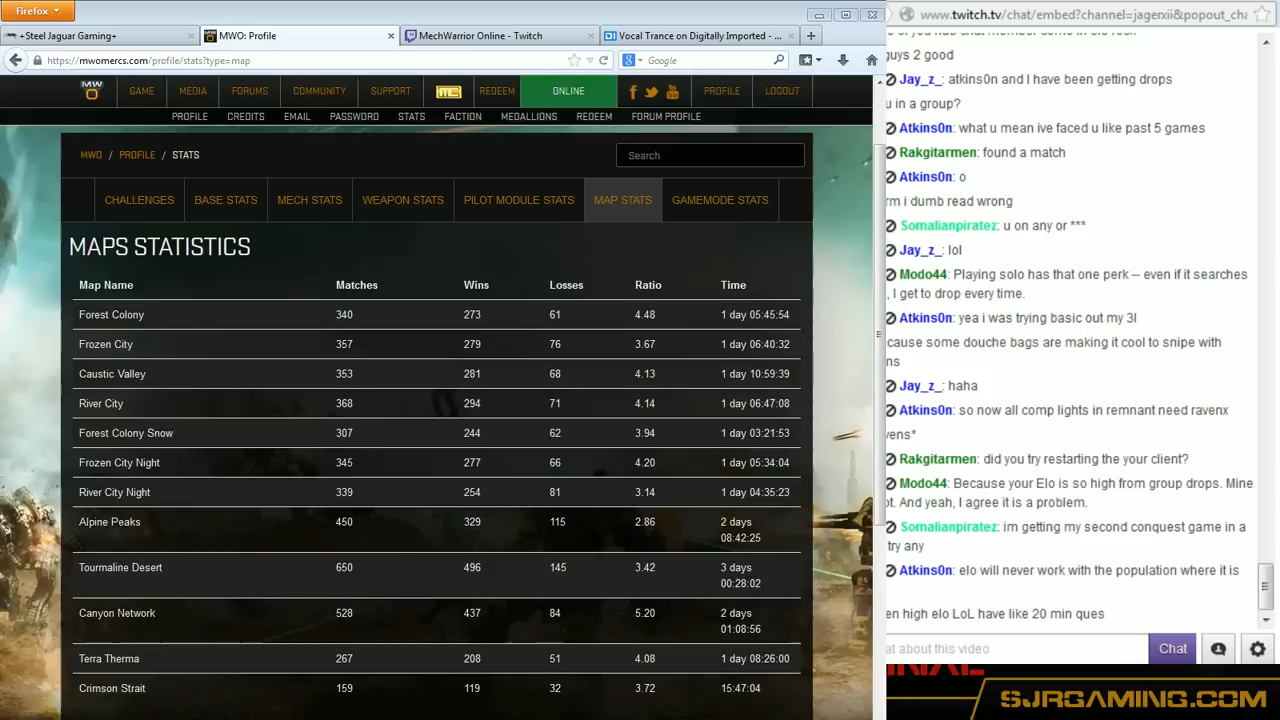 Firefox
www.twitch.tv/chat/embed?channel=jagerxii&popout_cha
+Steel Jaguar Gaming+
MWO: Profile
MechWarrior Online - Twitch
Vocal Trance on Digitally Imported - ...
https://mwomercs.com/profile/stats?type=map
Google
GAME MEDIA FORUMS COMMUNITY SUPPORT MC REDEEM ONLINE PROFILE LOGOUT
PROFILE CREDITS EMAIL PASSWORD STATS FACTION MEDALLIONS REDEEM FORUM PROFILE
MWO / PROFILE / STATS
Search
CHALLENGES BASE STATS MECH STATS WEAPON STATS PILOT MODULE STATS MAP STATS GAMEMODE STATS
MAPS STATISTICS
Map Name Matches Wins Losses Ratio Time
Forest Colony 340 273 61 4.48 1 day 05:45:54
Frozen City 357 279 76 3.67 1 day 06:40:32
Caustic Valley 353 281 68 4.13 1 day 10:59:39
River City 368 294 71 4.14 1 day 06:47:08
Forest Colony Snow 307 244 62 3.94 1 day 03:21:53
Frozen City Night 345 277 66 4.20 1 day 05:34:04
River City Night 339 254 81 3.14 1 day 04:35:23
Alpine Peaks 450 329 115 2.86 2 days
08:42:25
Tourmaline Desert 650 496 145 3.42 3 days
00:28:02
Canyon Network 528 437 84 5.20 2 days
01:08:56
Terra Therma 267 208 51 4.08 1 day 08:26:00
Crimson Strait 159 119 32 3.72 15:47:04
guys 2 good
Jay_z_: atkins0n and I have been getting drops
u in a group?
Atkins0n: what u mean ive faced u like past 5 games
Rakgitarmen: found a match
Atkins0n: o
rm i dumb read wrong
Somalianpiratez: u on any or ***
Jay_z_: lol
Modo44: Playing solo has that one perk -- even if it searches
, I get to drop every time.
Atkins0n: yea i was trying basic out my 3l
cause some douche bags are making it cool to snipe with
ns
Jay_z_: haha
Atkins0n: so now all comp lights in remnant need ravenx
vens*
Rakgitarmen: did you try restarting the your client?
Modo44: Because your Elo is so high from group drops. Mine
ot. And yeah, I agree it is a problem.
Somalianpiratez: im getting my second conquest game in a
try any
Atkins0n: elo will never work with the population where it is
en high elo LoL have like 20 min ques
at about this video
Chat
SJRGAMING.COM